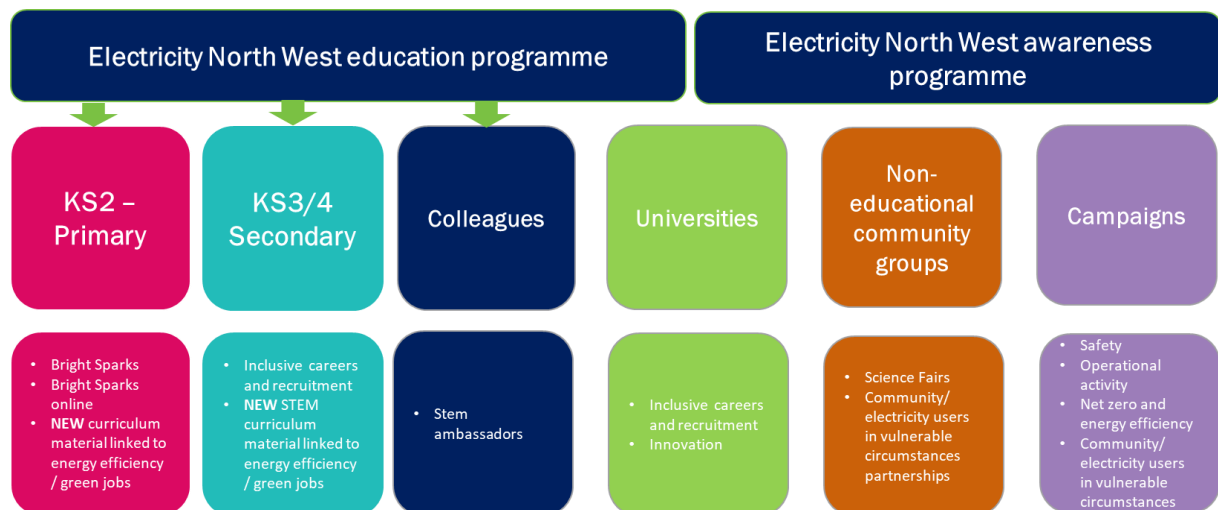 Electricity North West education programme
Electricity North West awareness
programme
KS2 –
Primary
KS3/4
Secondary
Colleagues
Universities
Non-
educational
community
groups
Campaigns
• Bright Sparks
• Bright Sparks
online
• NEW curriculum
material linked to
energy efficiency
/ green jobs
• Inclusive careers
and recruitment
• NEW STEM
curriculum
material linked to
energy efficiency
/ green jobs
• Stem
ambassadors
• Inclusive careers
and recruitment
• Innovation
• Science Fairs
• Community/
electricity users
in vulnerable
circumstances
partnerships
• Safety
• Operational
activity
• Net zero and
energy efficiency
• Community/
electricity users
in vulnerable
circumstances